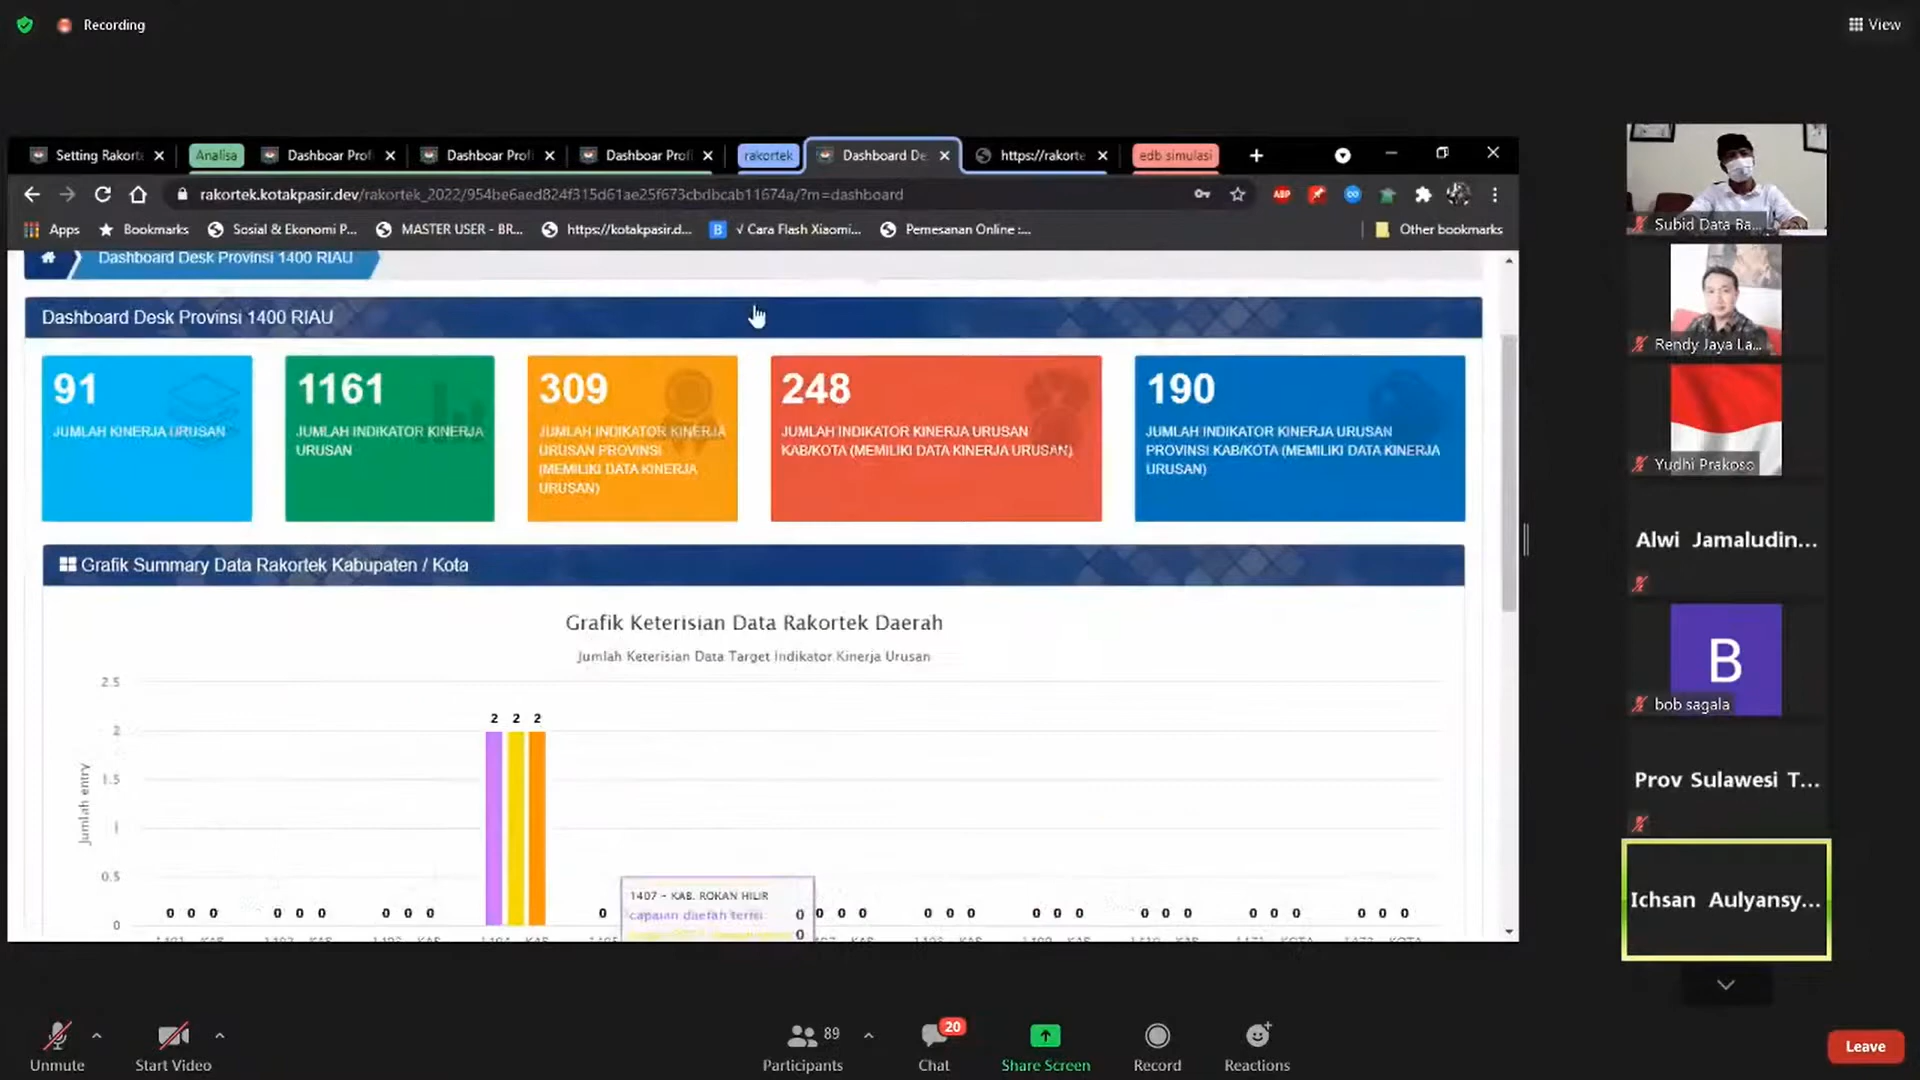 Recording
View
Setting Rakort
Analisa
Dashboar Prof
Dashboar Prof
Dashboar Prof
rakortek
Dashboard De
https://rakorte
edb simulasi
rakortek.kotakpasir.dev/rakortek_2022/954be6aed824f315d61ae25f673cbdbcab11674a/?m=dashboard
ABP
Apps
Bookmarks
Sosial & Ekonomi P...
MASTER USER - BR...
https://kotakpasir.d...
B
√ Cara Flash Xiaomi...
Pemesanan Online :...
Other bookmarks
Dashboard Desk Provinsi 1400 RIAU
Dashboard Desk Provinsi 1400 RIAU
91
JUMLAH KINERJA URUSAN
1161
JUMLAH INDIKATOR KINERJA
URUSAN
309
JUMLAH INDIKATOR KINERJA
URUSAN PROVINSI
(MEMILIKI DATA KINERJA
URUSAN)
248
JUMLAH INDIKATOR KINERJA URUSAN
KAB/KOTA (MEMILIKI DATA KINERJA URUSAN)
190
JUMLAH INDIKATOR KINERJA URUSAN
PROVINSI KAB/KOTA (MEMILIKI DATA KINERJA
URUSAN)
Grafik Summary Data Rakortek Kabupaten / Kota
Grafik Keterisian Data Rakortek Daerah
Jumlah Keterisian Data Target Indikator Kinerja Urusan
Jumlah entry
2.5
2
1.5
1
0.5
0
2 2 2
0 0 0
0 0 0
0 0 0
0
1407 - KAB. ROKAN HILIR
capaian daerah terisi 0
0
0 0 0
0 0 0
0 0 0
0 0 0
0 0 0
0 0 0
Subid Data Ba...
Rendy Jaya La...
Yudhi Prakoso
Alwi Jamaludin...
B
bob sagala
Prov Sulawesi T...
Ichsan Aulyansy...
Unmute
Start Video
89
Participants
20
Chat
Share Screen
Record
Reactions
Leave